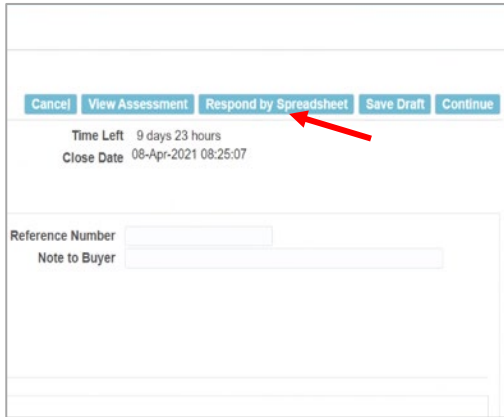 Cancel View Assessment Respond by Spreadsheet Save Draft Continue
Time Left 9 days 23 hours
Close Date 08-Apr-2021 08:25:07
Reference Number
Note to Buyer